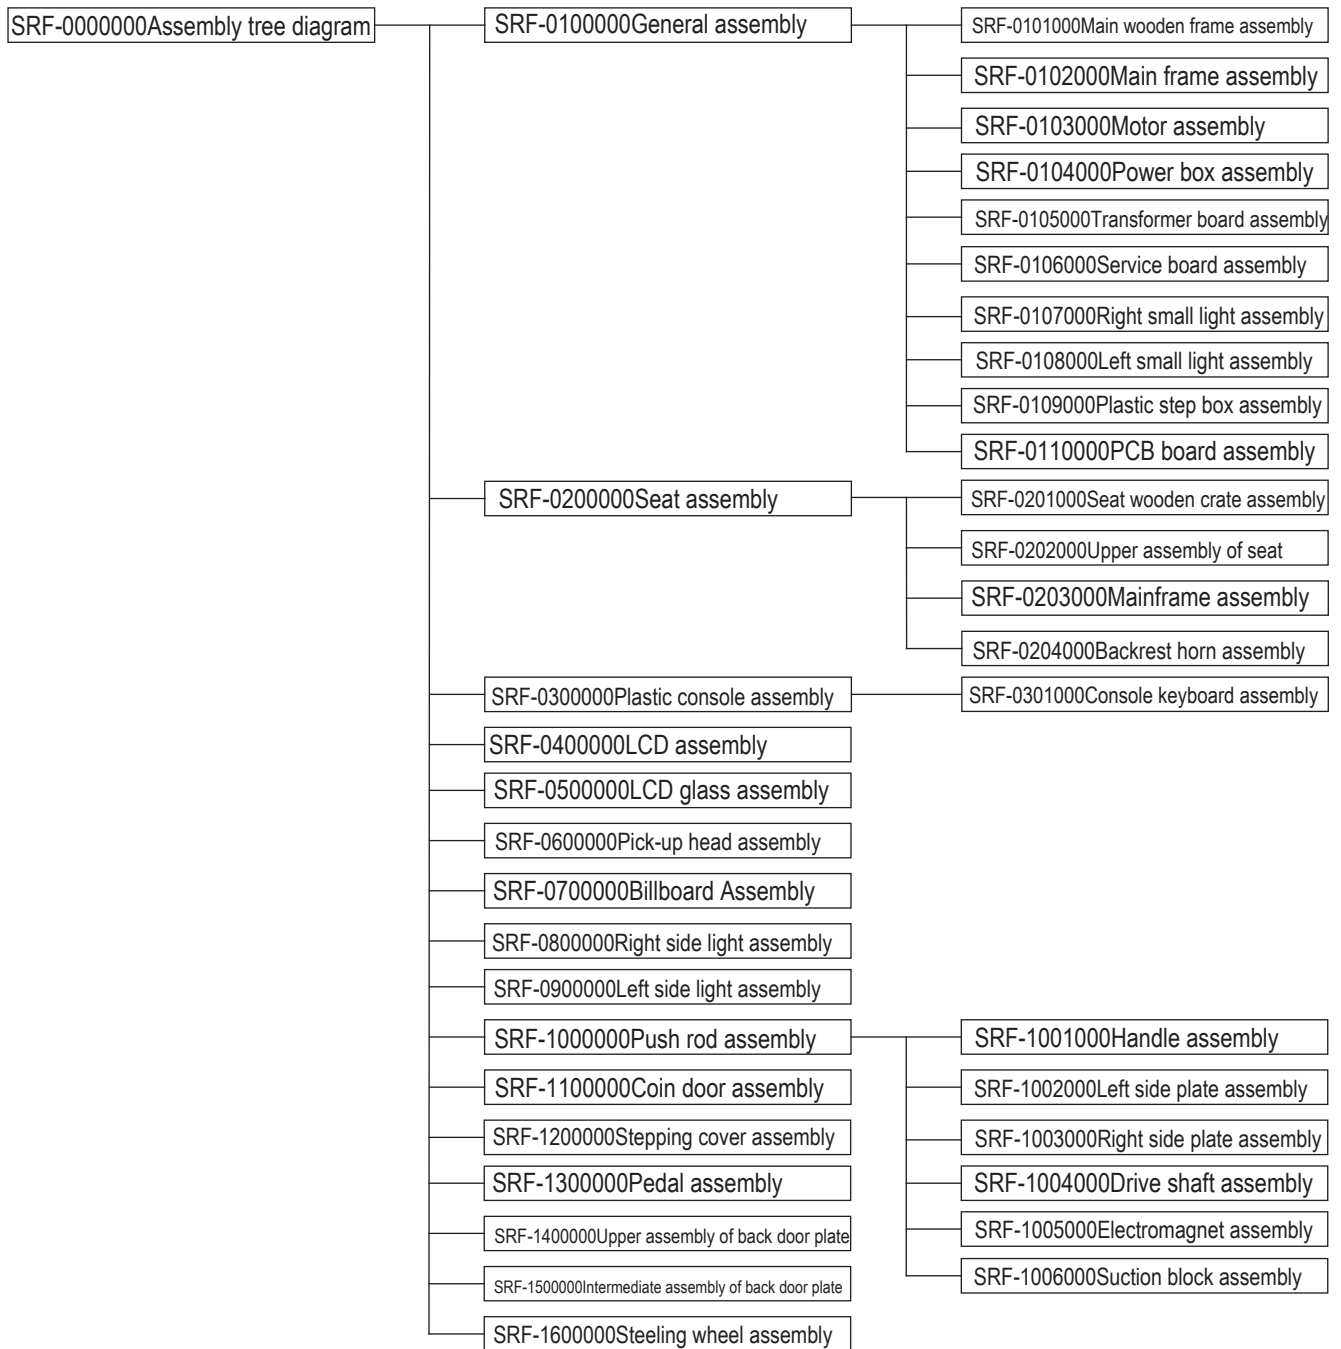 SRF-0000000Assembly tree diagram
SRF-0100000General assembly
SRF-0101000Main wooden frame assembly
SRF-0102000Main frame assembly
SRF-0103000Motor assembly
SRF-0104000Power box assembly
SRF-0105000Transformer board assembly
SRF-0106000Service board assembly
SRF-0107000Right small light assembly
SRF-0108000Left small light assembly
SRF-0109000Plastic step box assembly
SRF-0110000PCB board assembly
SRF-0200000Seat assembly
SRF-0201000Seat wooden crate assembly
SRF-0202000Upper assembly of seat
SRF-0203000Mainframe assembly
SRF-0204000Backrest horn assembly
SRF-0300000Plastic console assembly
SRF-0301000Console keyboard assembly
SRF-0400000LCD assembly
SRF-0500000LCD glass assembly
SRF-0600000Pick-up head assembly
SRF-0700000Billboard Assembly
SRF-0800000Right side light assembly
SRF-0900000Left side light assembly
SRF-1000000Push rod assembly
SRF-1001000Handle assembly
SRF-1002000Left side plate assembly
SRF-1003000Right side plate assembly
SRF-1004000Drive shaft assembly
SRF-1005000Electromagnet assembly
SRF-1006000Suction block assembly
SRF-1100000Coin door assembly
SRF-1200000Stepping cover assembly
SRF-1300000Pedal assembly
SRF-1400000Upper assembly of back door plate
SRF-1500000Intermediate assembly of back door plate
SRF-1600000Steeling wheel assembly